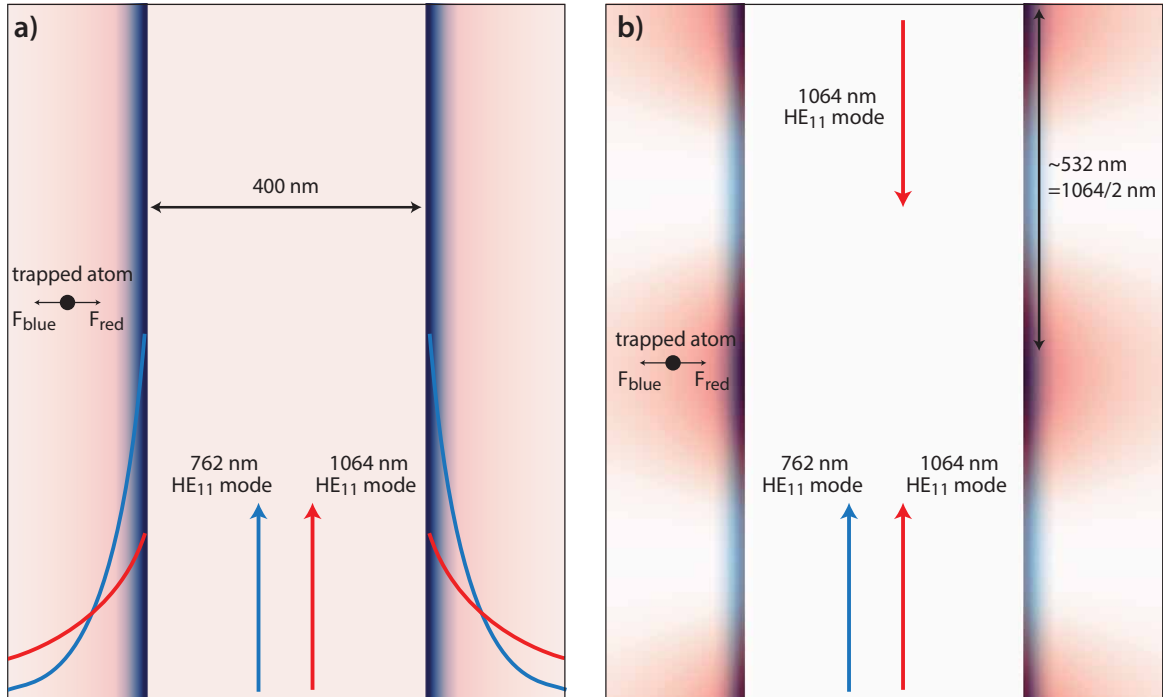 a)
400 nm
trapped atom
F_blue F_red
762 nm
HE_11 mode
1064 nm
HE_11 mode
b)
1064 nm
HE_11 mode
~532 nm
=1064/2 nm
trapped atom
F_blue F_red
762 nm
HE_11 mode
1064 nm
HE_11 mode